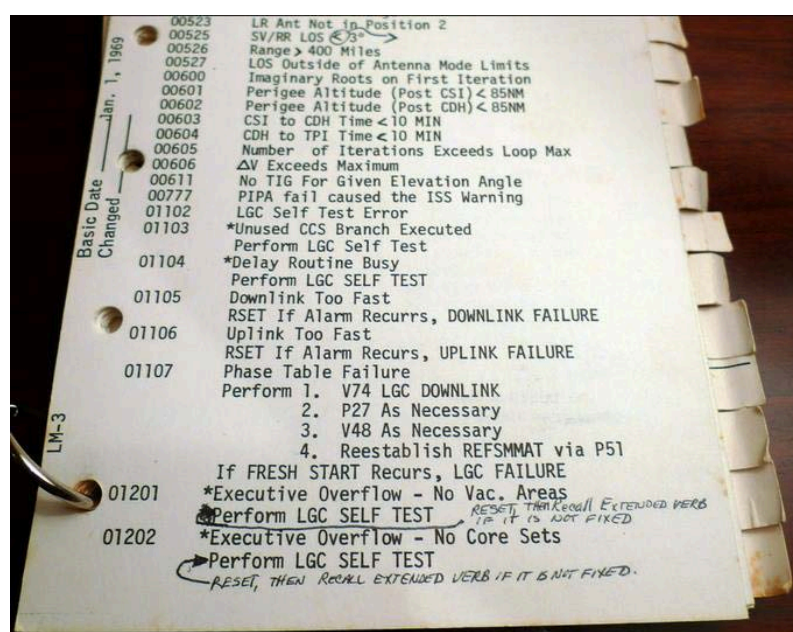 00523 LR Ant Not in Position 2
00525 SV/RR LOS < 3°
00526 Range > 400 Miles
00527 LOS Outside of Antenna Mode Limits
00600 Imaginary Roots on First Iteration
00601 Perigee Altitude (Post CSI) < 85NM
00602 Perigee Altitude (Post CDH) < 85NM
00603 CSI to CDH Time < 10 MIN
00604 CDH to TPI Time < 10 MIN
00605 Number of Iterations Exceeds Loop Max
00606 ΔV Exceeds Maximum
00611 No TIG For Given Elevation Angle
00777 PIPA fail caused the ISS Warning
01102 LGC Self Test Error
01103 *Unused CCS Branch Executed
Perform LGC Self Test
01104 *Delay Routine Busy
Perform LGC SELF TEST
01105 Downlink Too Fast
RSET If Alarm Recurrs, DOWNLINK FAILURE
01106 Uplink Too Fast
RSET If Alarm Recurs, UPLINK FAILURE
01107 Phase Table Failure
Perform 1. V74 LGC DOWNLINK
2. P27 As Necessary
3. V48 As Necessary
4. Reestablish REFSMMAT via P51
If FRESH START Recurs, LGC FAILURE
01201 *Executive Overflow - No Vac. Areas
Perform LGC SELF TEST RESET, THEN Recall EXTENDED VERB
IF IT IS NOT FIXED
01202 *Executive Overflow - No Core Sets
Perform LGC SELF TEST
RESET, THEN RECALL EXTENDED VERB IF IT IS NOT FIXED.
Basic Date Jan. 1, 1969
Changed
LM-3